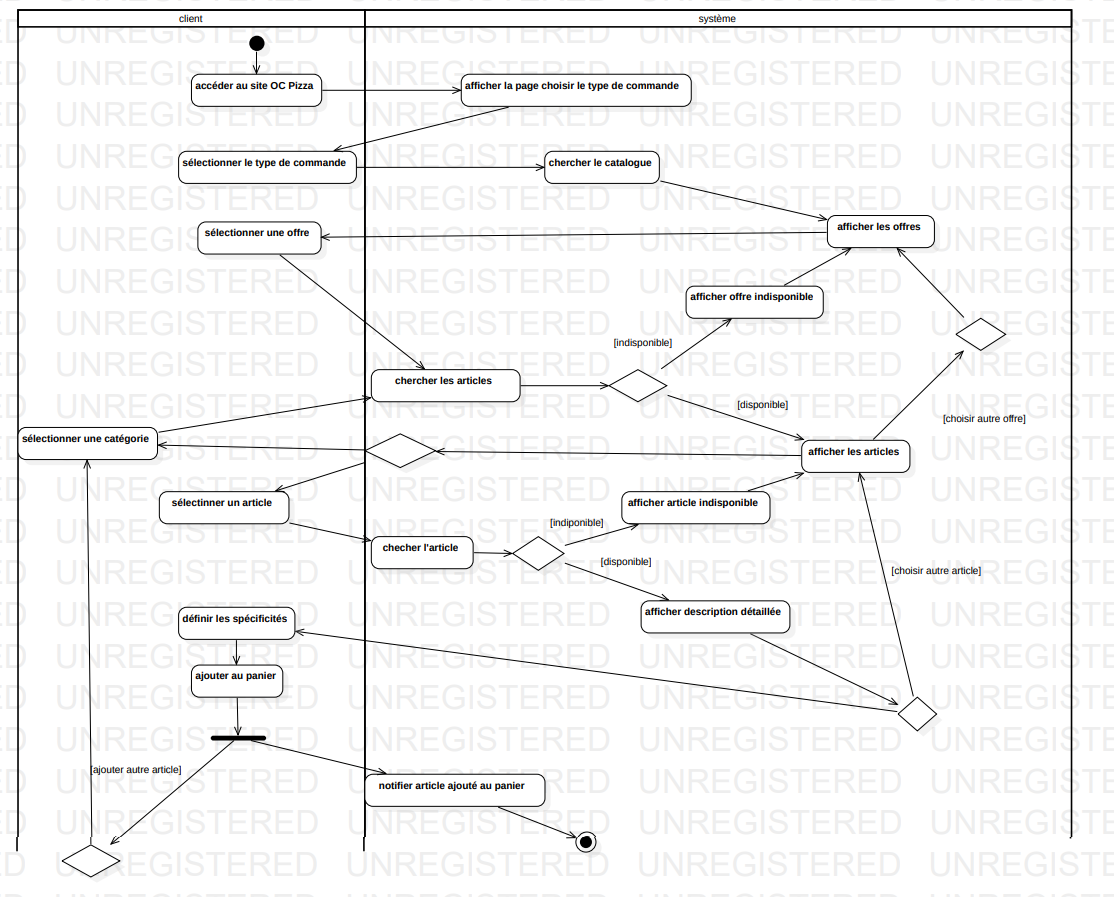 client
système
accéder au site OC Pizza
afficher la page choisir le type de commande
sélectionner le type de commande
chercher le catalogue
afficher les offres
sélectionner une offre
afficher offre indisponible
[indisponible]
chercher les articles
[disponible]
[choisir autre offre]
sélectionner une catégorie
afficher les articles
sélectinner un article
afficher article indisponible
[indiponible]
checher l'article
[disponible]
[choisir autre article]
afficher description détaillée
définir les spécificités
ajouter au panier
[ajouter autre article]
notifier article ajouté au panier
UNREGISTERED